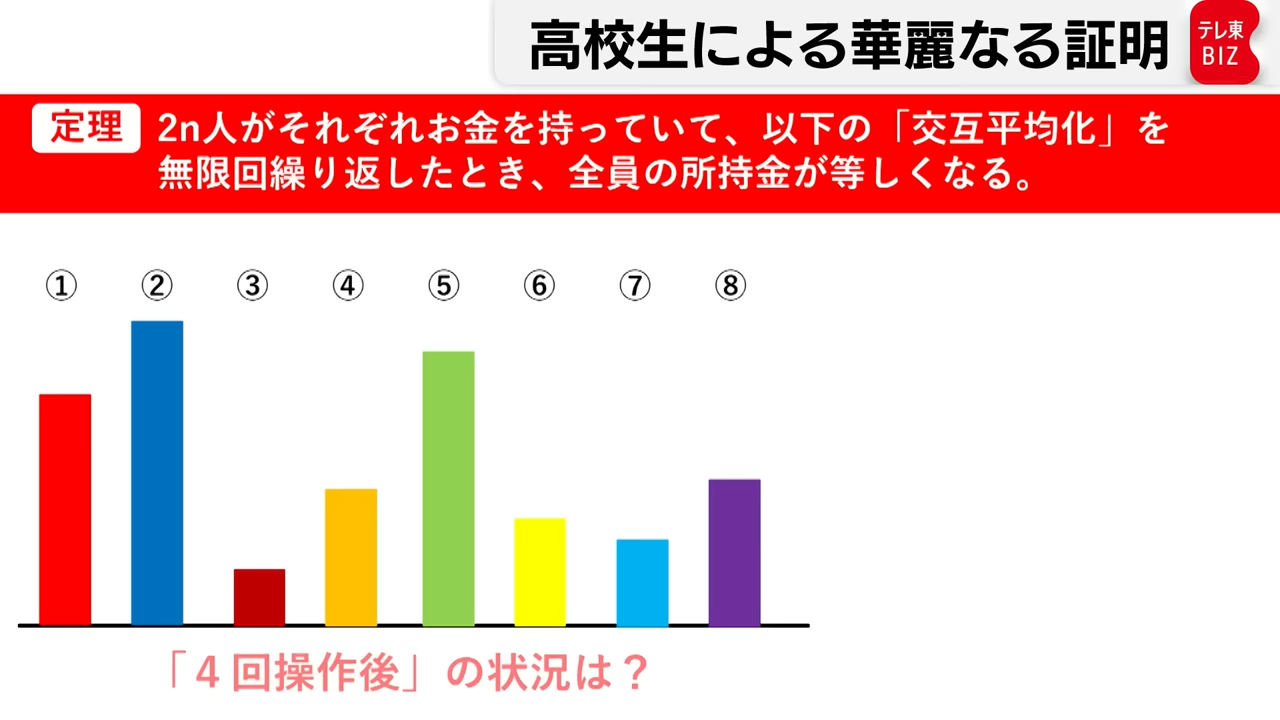 高校生による華麗なる証明
テレ東
BIZ
定理 2n人がそれぞれお金を持っていて、以下の「交互平均化」を
無限回繰り返したとき、全員の所持金が等しくなる。
① ② ③ ④ ⑤ ⑥ ⑦ ⑧
「４回操作後」の状況は？